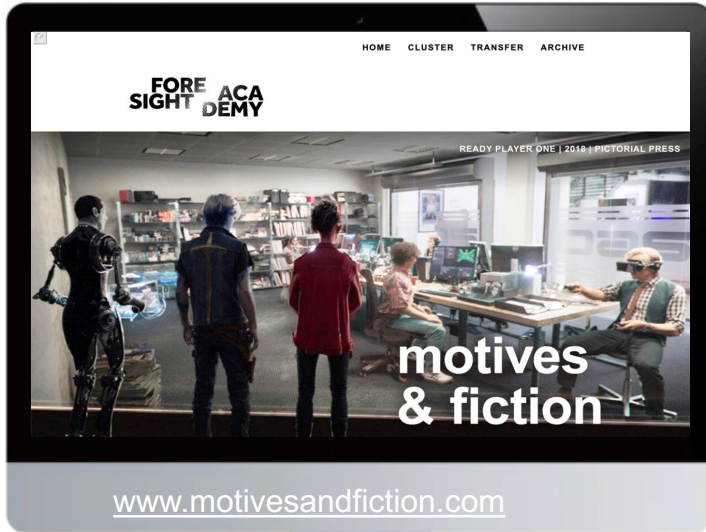 HOME CLUSTER TRANSFER ARCHIVE
FORE ACA
SIGHT DEMY
READY PLAYER ONE | 2018 | PICTORIAL PRESS
motives
& fiction
www.motivesandfiction.com